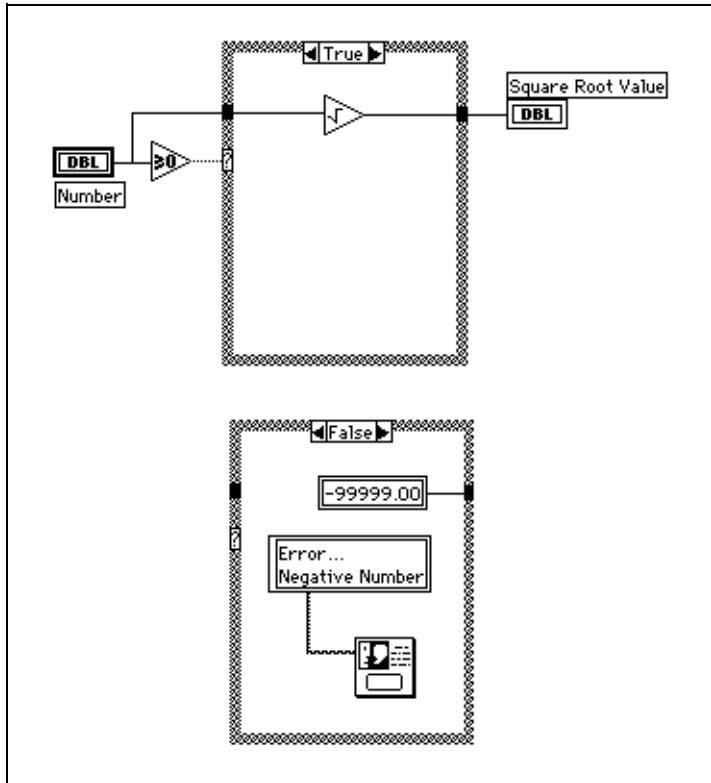 True
Square Root Value
DBL
DBL
≥0
?
Number
√
False
-99999.00
?
Error...
Negative Number